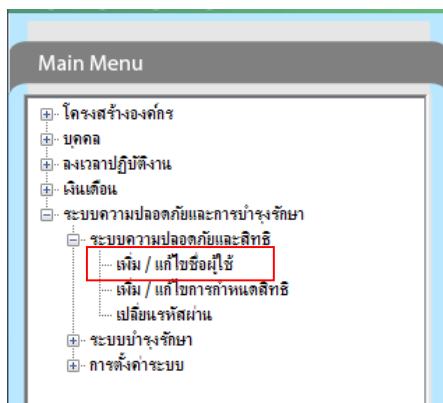 Main Menu
โครงสร้างองค์กร
บุคคล
ลงเวลาปฏิบัติงาน
เงินเดือน
ระบบความปลอดภัยและการบำรุงรักษา
ระบบความปลอดภัยและสิทธิ
เพิ่ม / แก้ไขชื่อผู้ใช้
เพิ่ม / แก้ไขการกำหนดสิทธิ
เปลี่ยนรหัสผ่าน
ระบบบำรุงรักษา
การตั้งค่าระบบ